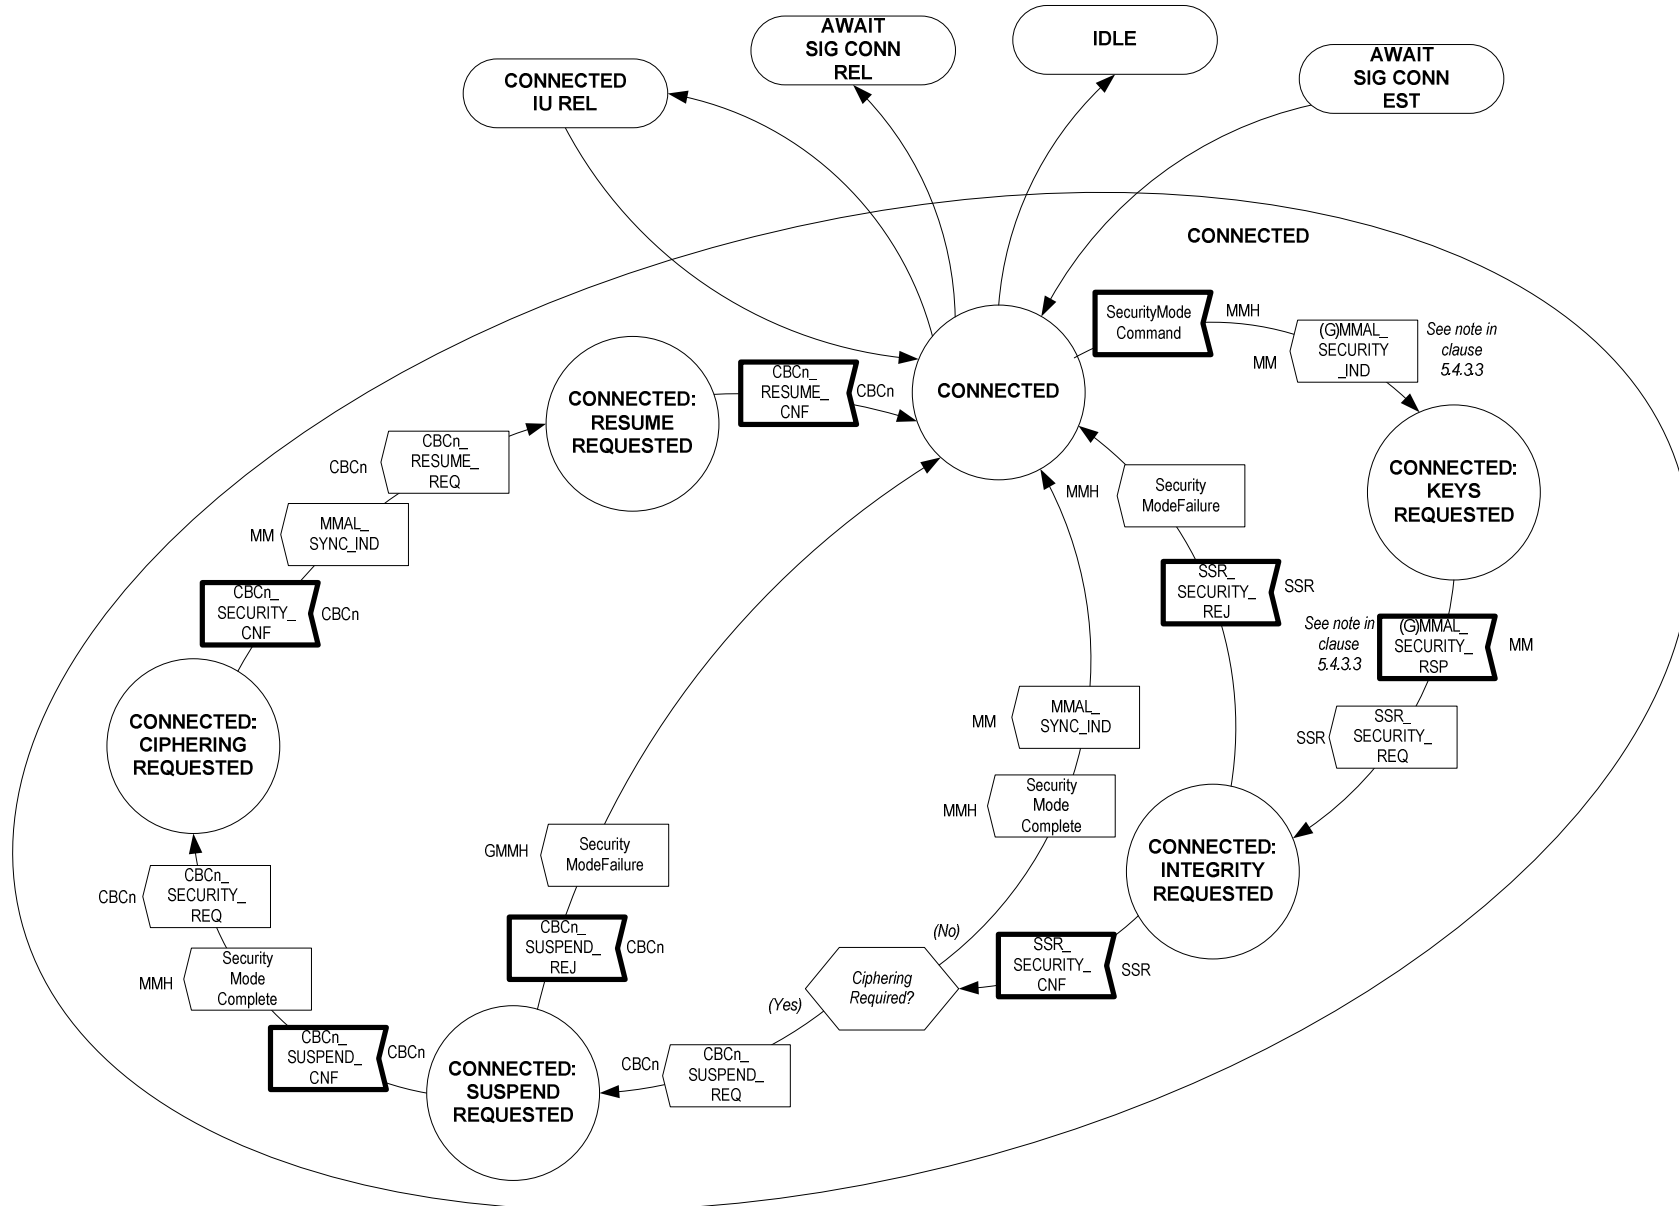 AWAIT
SIG CONN
REL
IDLE
AWAIT
SIG CONN
EST
CONNECTED
IU REL
CONNECTED
SecurityMode
Command
MMH
(G)MMAL_
SECURITY
_IND
MM
See note in
clause
5.4.3.3
CONNECTED
CONNECTED:
RESUME
REQUESTED
CBCn_
RESUME_
CNF
CBCn
CONNECTED:
KEYS
REQUESTED
CBCn_
RESUME_
REQ
CBCn
MMH
Security
ModeFailure
MMAL_
SYNC_IND
MM
SSR_
SECURITY_
REJ
SSR
CBCn_
SECURITY_
CNF
CBCn
See note in
clause
5.4.3.3
(G)MMAL_
SECURITY_
RSP
MM
CONNECTED:
CIPHERING
REQUESTED
MM
MMAL_
SYNC_IND
SSR
SSR_
SECURITY_
REQ
MMH
Security
Mode
Complete
GMMH
Security
ModeFailure
CONNECTED:
INTEGRITY
REQUESTED
CBCn
CBCn_
SECURITY_
REQ
CBCn_
SUSPEND_
REJ
CBCn
(No)
SSR_
SECURITY_
CNF
SSR
MMH
Security
Mode
Complete
Ciphering
Required?
(Yes)
CBCn_
SUSPEND_
CNF
CBCn
CONNECTED:
SUSPEND
REQUESTED
CBCn
CBCn_
SUSPEND_
REQ